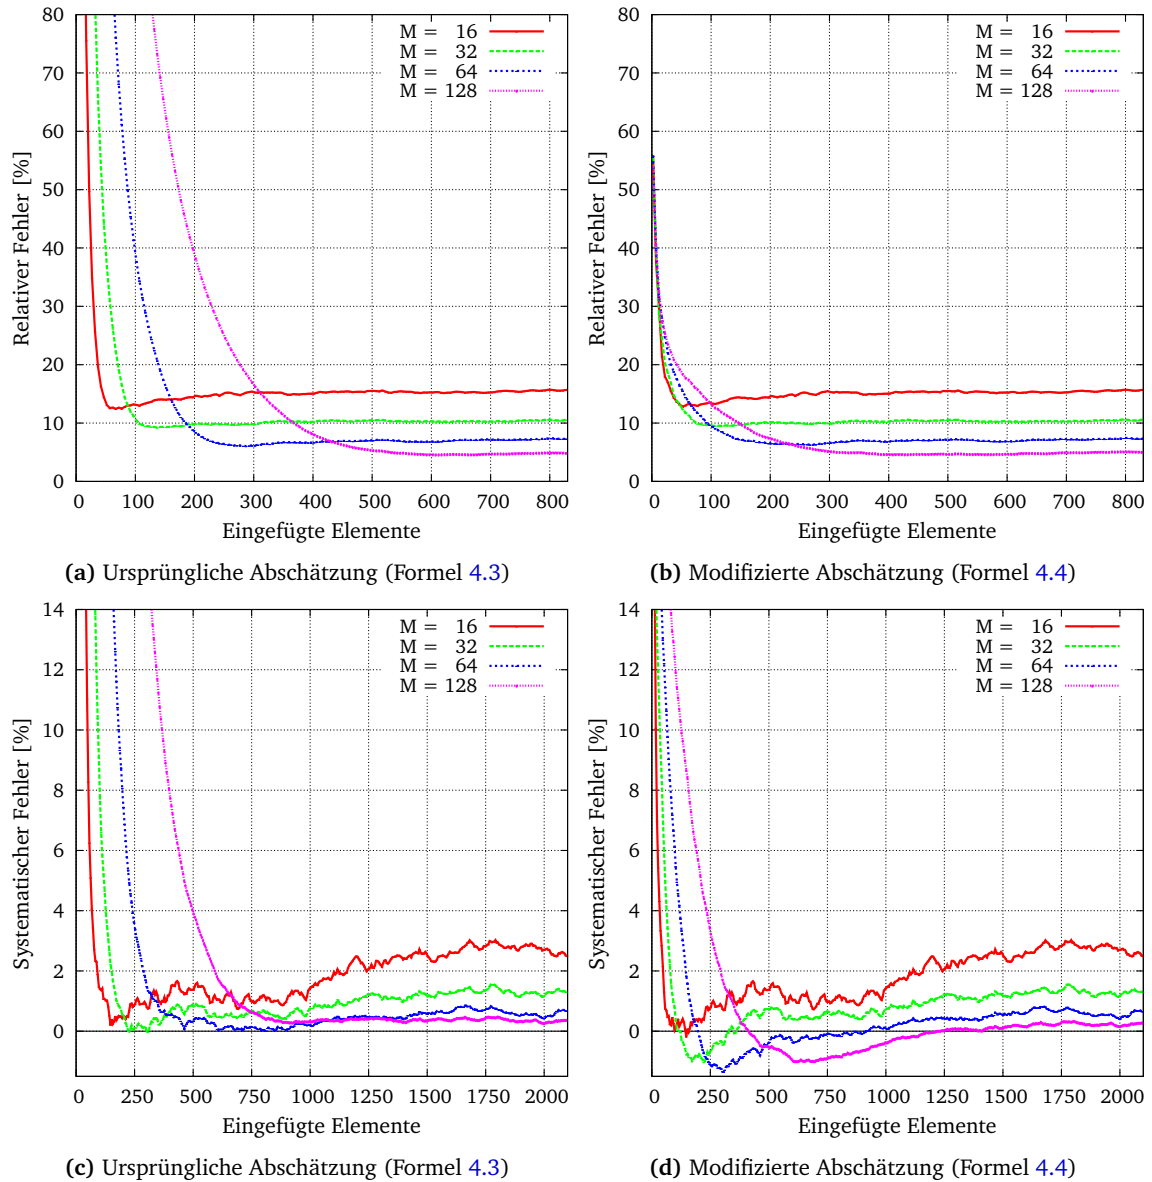 80
70
60
50
40
30
20
10
0
Relativer Fehler [%]
M = 16
M = 32
M = 64
M = 128
0 100 200 300 400 500 600 700 800
Eingefügte Elemente
(a) Ursprüngliche Abschätzung (Formel 4.3)
80
70
60
50
40
30
20
10
0
Relativer Fehler [%]
M = 16
M = 32
M = 64
M = 128
0 100 200 300 400 500 600 700 800
Eingefügte Elemente
(b) Modifizierte Abschätzung (Formel 4.4)
14
12
10
8
6
4
2
0
Systematischer Fehler [%]
M = 16
M = 32
M = 64
M = 128
0 250 500 750 1000 1250 1500 1750 2000
Eingefügte Elemente
(c) Ursprüngliche Abschätzung (Formel 4.3)
14
12
10
8
6
4
2
0
Systematischer Fehler [%]
M = 16
M = 32
M = 64
M = 128
0 250 500 750 1000 1250 1500 1750 2000
Eingefügte Elemente
(d) Modifizierte Abschätzung (Formel 4.4)